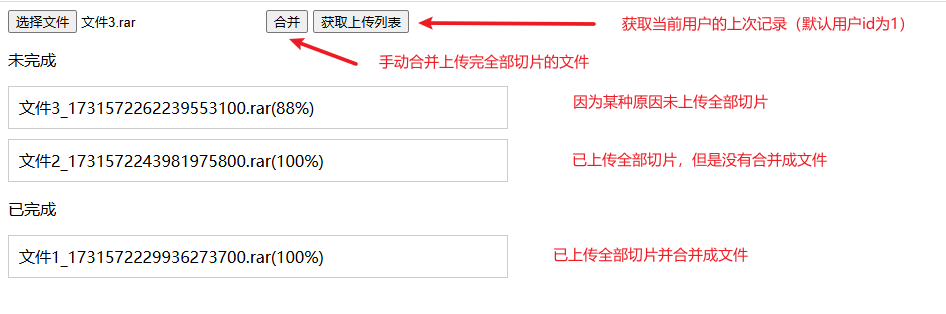 选择文件 文件3.rar 合并 获取上传列表 获取当前用户的上次记录（默认用户id为1）
未完成 手动合并上传完全部切片的文件
文件3_1731572262239553100.rar(88%) 因为某种原因未上传全部切片
文件2_1731572243981975800.rar(100%) 已上传全部切片，但是没有合并成文件
已完成
文件1_1731572229936273700.rar(100%) 已上传全部切片并合并成文件